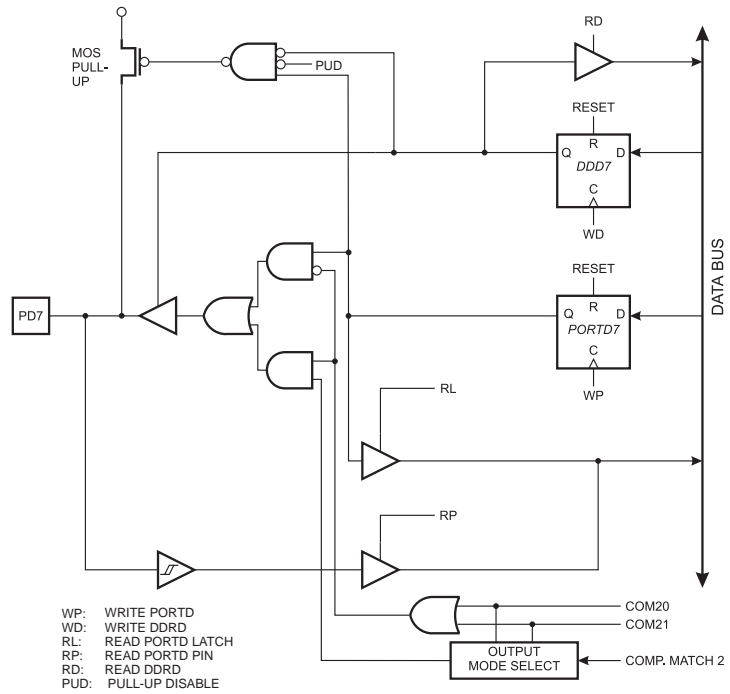 RD
MOS
PULL-
UP
PUD
RESET
R
Q
D
DDD7
C
WD
DATA BUS
RESET
R
Q
D
PORTD7
C
WP
PD7
RL
RP
COM20
COM21
OUTPUT
MODE SELECT
COMP. MATCH 2
WP: WRITE PORTD
WD: WRITE DDRD
RL: READ PORTD LATCH
RP: READ PORTD PIN
RD: READ DDRD
PUD: PULL-UP DISABLE